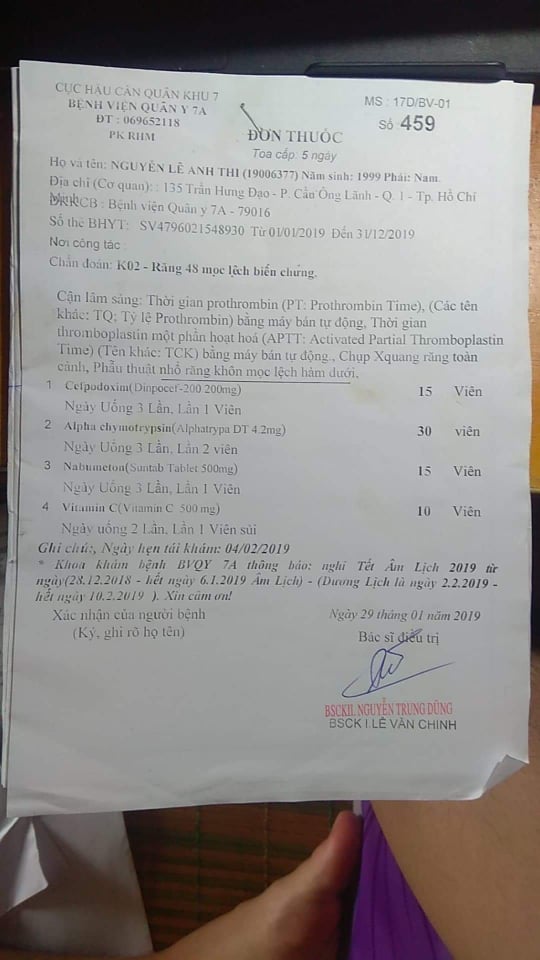 CỤC HẬU CẦN QUÂN KHU 7
BỆNH VIỆN QUÂN Y 7A
ĐT : 069652118
PK RHM
MS : 17D/BV-01
Số 459
ĐƠN THUỐC
Toa cấp: 5 ngày
Họ và tên: NGUYỄN LÊ ANH THI (19006377) Năm sinh: 1999 Phái: Nam.
Địa chỉ (Cơ quan): : 135 Trần Hưng Đạo - P. Cầu Ông Lãnh - Q. 1 - Tp. Hồ Chí
Minh
ĐKKCB : Bệnh viện Quân y 7A - 79016
Số thẻ BHYT: SV4796021548930 Từ 01/01/2019 Đến 31/12/2019
Nơi công tác :
Chẩn đoán: K02 - Răng 48 mọc lệch biến chứng.
Cận lâm sàng: Thời gian prothrombin (PT: Prothrombin Time), (Các tên
khác: TQ; Tỷ lệ Prothrombin) bằng máy bán tự động, Thời gian
thromboplastin một phần hoạt hoá (APTT: Activated Partial Thromboplastin
Time) (Tên khác: TCK) bằng máy bán tự động., Chụp Xquang răng toàn
cảnh, Phẫu thuật nhổ răng khôn mọc lệch hàm dưới.
1 Cefpodoxim(Dinpocef-200 200mg) 15 Viên
Ngày Uống 3 Lần, Lần 1 Viên
2 Alpha chymotrypsin(Alphatrypa DT 4.2mg) 30 viên
Ngày Uống 3 Lần, Lần 2 viên
3 Nabumeton(Suntab Tablet 500mg) 15 Viên
Ngày Uống 3 Lần, Lần 1 Viên
4 Vitamin C(Vitamin C 500 mg) 10 Viên
Ngày uống 2 Lần, Lần 1 Viên sủi
Ghi chú:, Ngày hẹn tái khám: 04/02/2019
* Khoa khám bệnh BVQY 7A thông báo: nghỉ Tết Âm Lịch 2019 từ
ngày(28.12.2018 - hết ngày 6.1.2019 Âm Lịch) - (Dương Lịch là ngày 2.2.2019 -
hết ngày 10.2.2019 ). Xin cảm ơn!
Xác nhận của người bệnh
(Ký, ghi rõ họ tên)
Ngày 29 tháng 01 năm 2019
Bác sĩ điều trị
BSCKII. NGUYỄN TRUNG DŨNG
BSCK I.LÊ VĂN CHINH